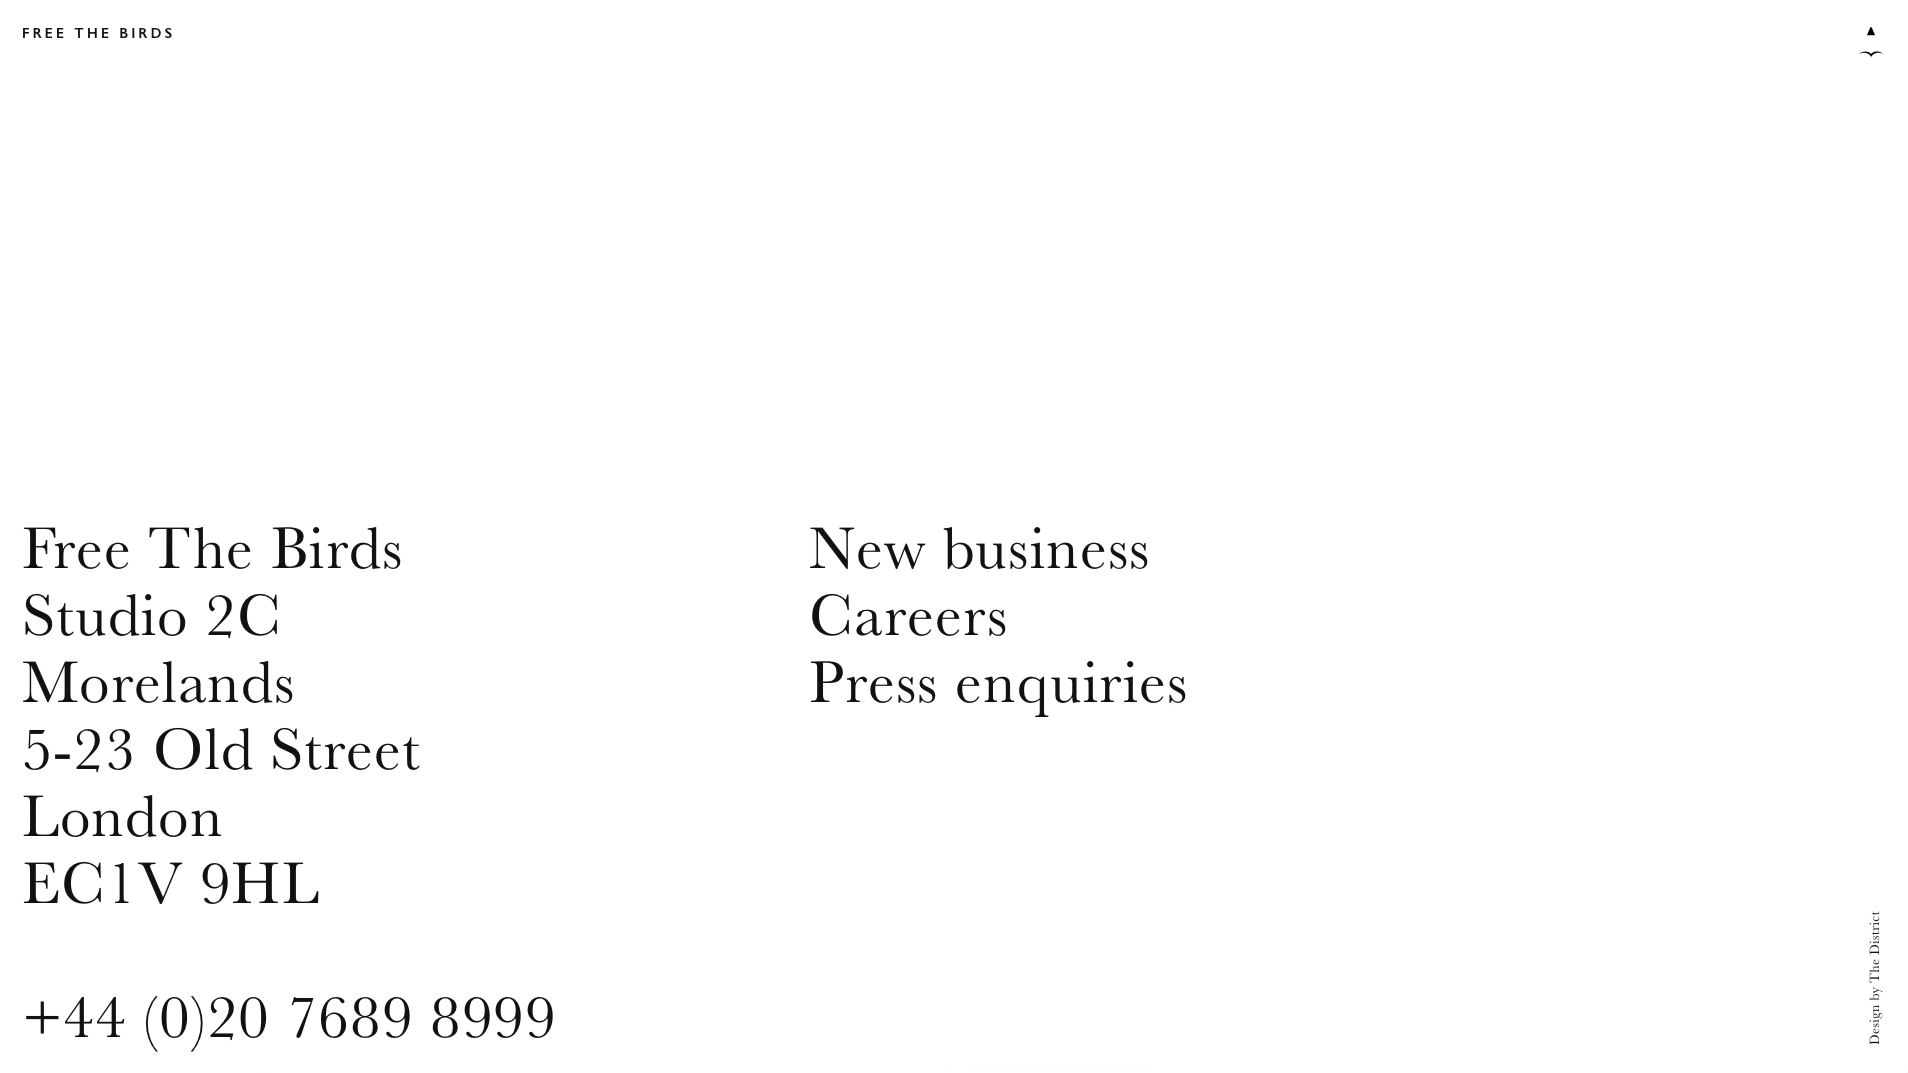 FREE THE BIRDS
Free The Birds
Studio 2C
Morelands
5-23 Old Street
London
EC1V 9HL
+44 (0)20 7689 8999
New business
Careers
Press enquiries
Design by The District